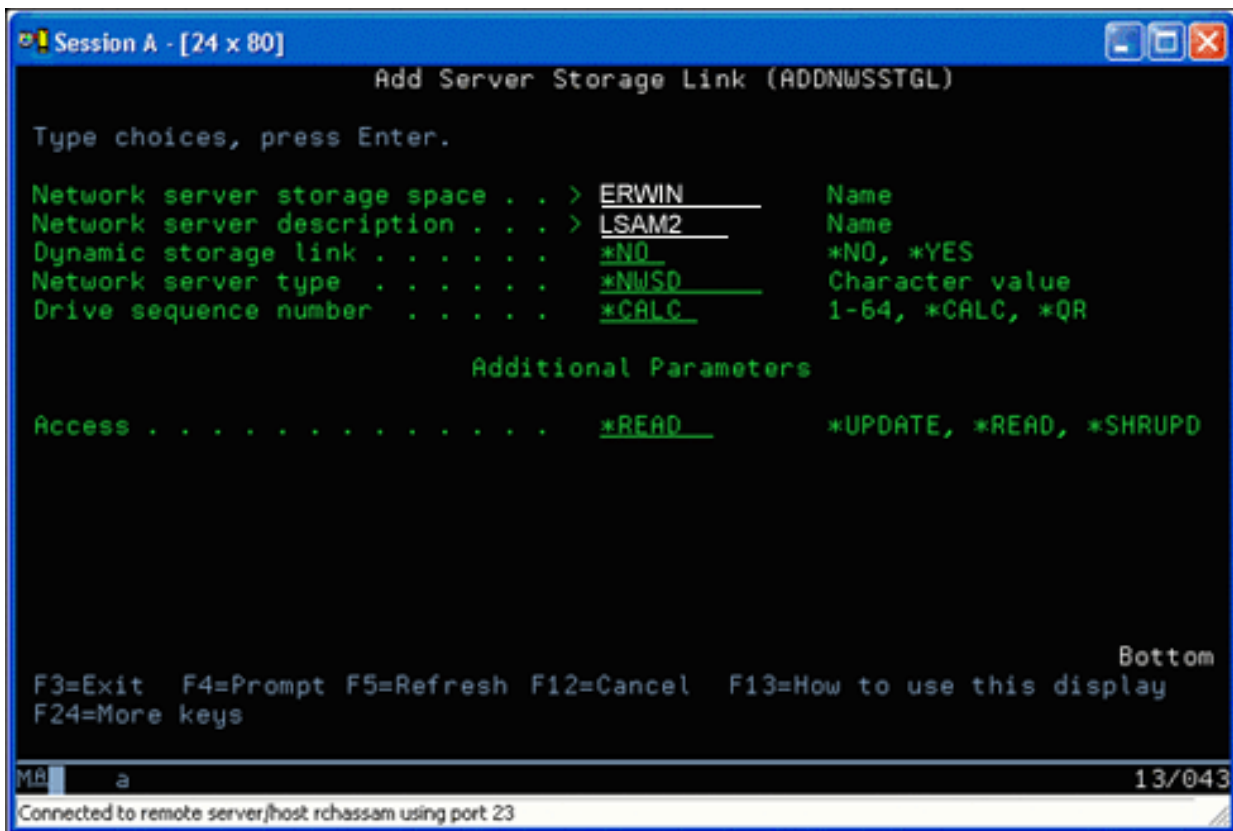 Session A - [24 x 80]
Add Server Storage Link (ADDNWSSTGL)
Type choices, press Enter.
Network server storage space . . > ERWIN Name
Network server description . . . > LSAM2 Name
Dynamic storage link . . . . . . *NO *NO, *YES
Network server type . . . . . . *NWSD Character value
Drive sequence number . . . . . *CALC 1-64, *CALC, *QR
Additional Parameters
Access . . . . . . . . . . . . . *READ *UPDATE, *READ, *SHRUPD
Bottom
F3=Exit F4=Prompt F5=Refresh F12=Cancel F13=How to use this display
F24=More keys
MA a 13/043
Connected to remote server/host rchassam using port 23